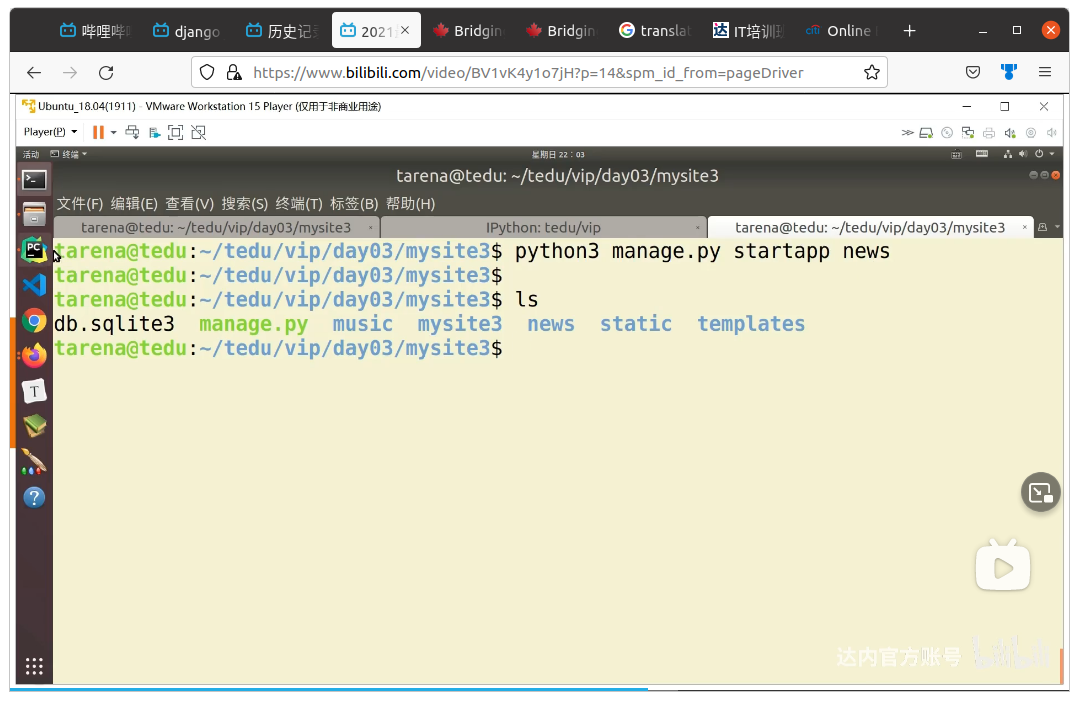 哔哩哔哩 django 历史记 2021 Bridgin Bridgin translat IT培训班 Online
https://www.bilibili.com/video/BV1vK4y1o7jH?p=14&spm_id_from=pageDriver
Ubuntu_18.04(1911) - VMware Workstation 15 Player (仅用于非商业用途)
Player(P)
活动 终端 星期日 22：03
tarena@tedu: ~/tedu/vip/day03/mysite3
文件(F) 编辑(E) 查看(V) 搜索(S) 终端(T) 标签(B) 帮助(H)
tarena@tedu: ~/tedu/vip/day03/mysite3 IPython: tedu/vip tarena@tedu: ~/tedu/vip/day03/mysite3
tarena@tedu:~/tedu/vip/day03/mysite3$ python3 manage.py startapp news
tarena@tedu:~/tedu/vip/day03/mysite3$
tarena@tedu:~/tedu/vip/day03/mysite3$ ls
db.sqlite3 manage.py music mysite3 news static templates
tarena@tedu:~/tedu/vip/day03/mysite3$
达内官方账号